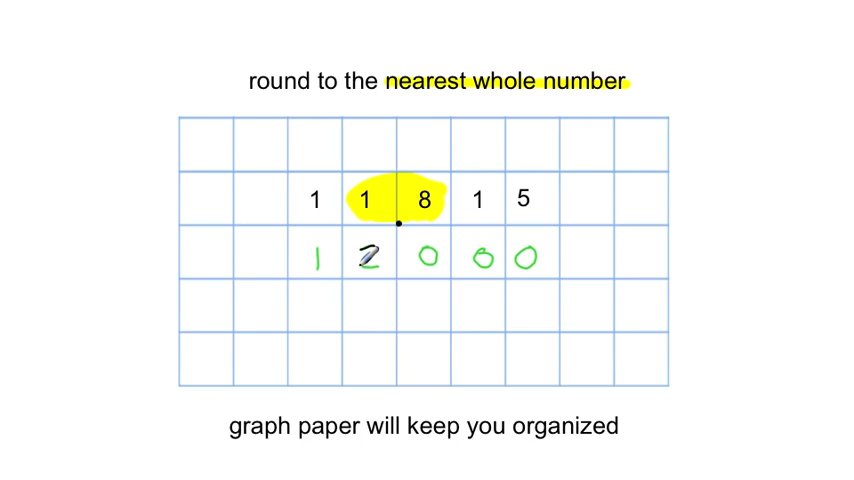 round to the nearest whole number
1 1 . 8 1 5
1 2 0 0 0
graph paper will keep you organized